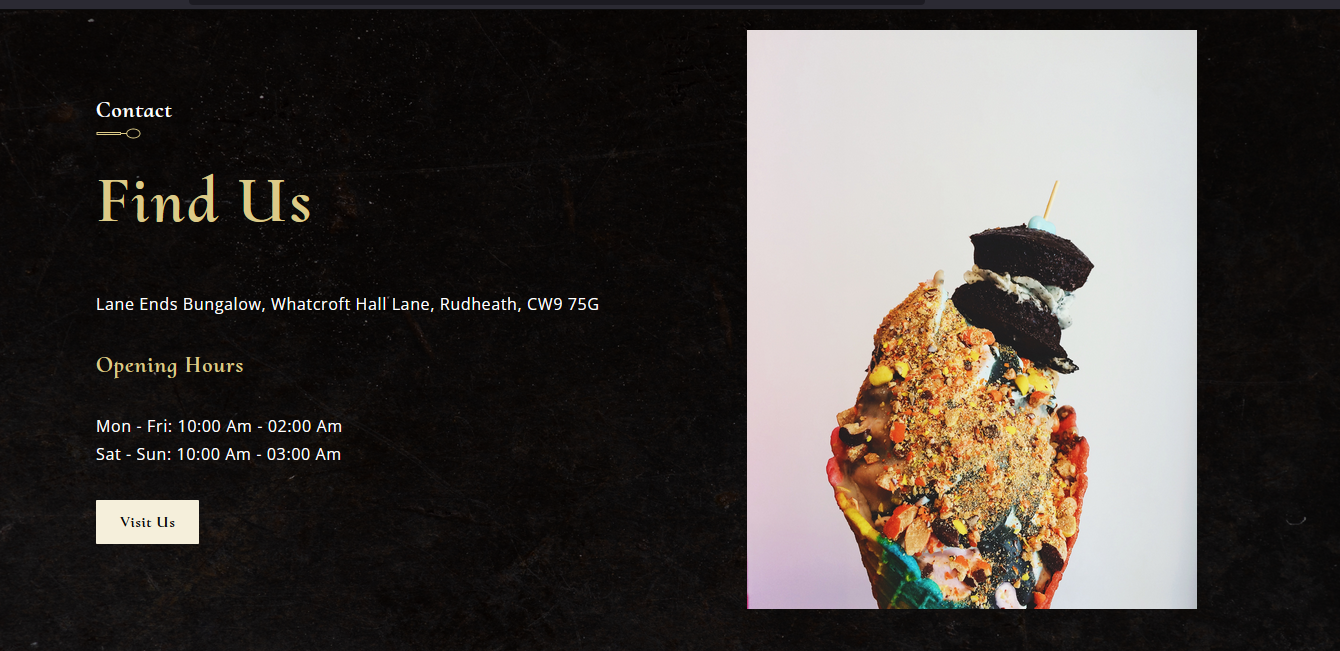 Contact
Find Us
Lane Ends Bungalow, Whatcroft Hall Lane, Rudheath, CW9 75G
Opening Hours
Mon - Fri: 10:00 Am - 02:00 Am
Sat - Sun: 10:00 Am - 03:00 Am
Visit Us